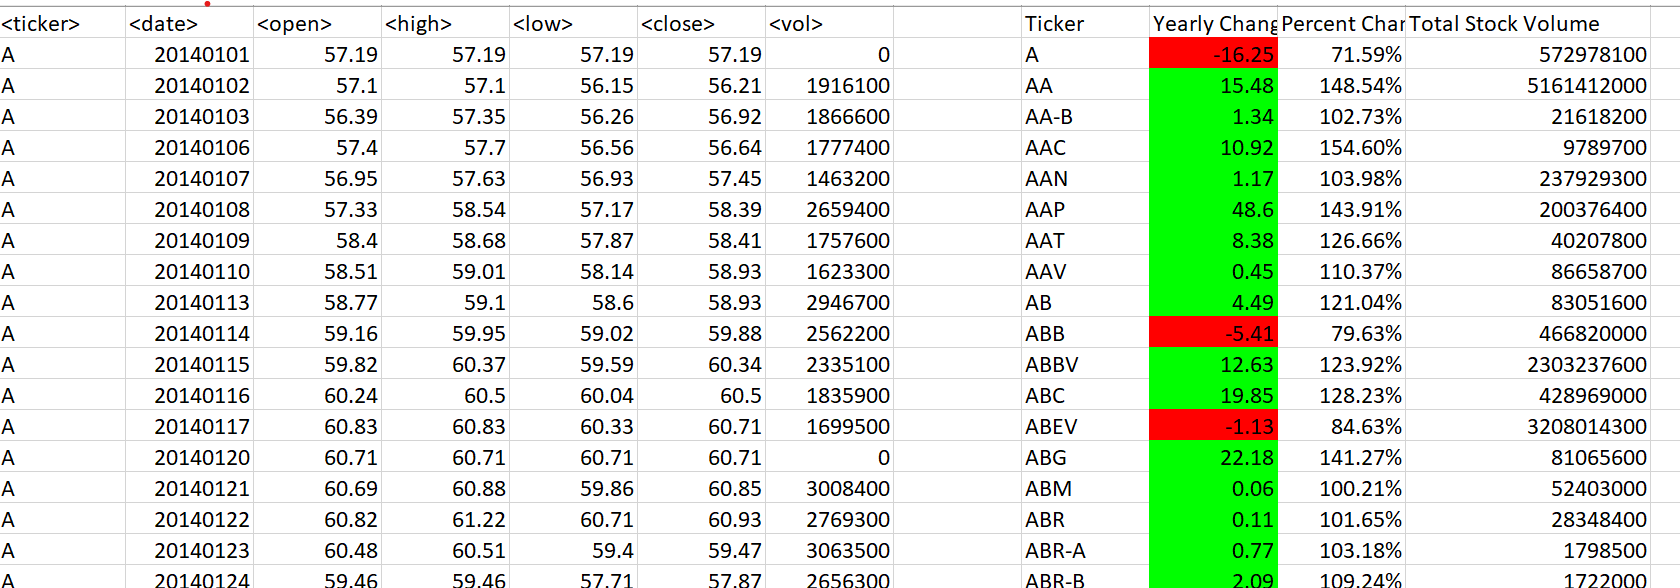 <ticker> <date> <open> <high> <low> <close> <vol> Ticker Yearly Chang Percent Char Total Stock Volume
A 20140101 57.19 57.19 57.19 57.19 0 A -16.25 71.59% 572978100
A 20140102 57.1 57.1 56.15 56.21 1916100 AA 15.48 148.54% 5161412000
A 20140103 56.39 57.35 56.26 56.92 1866600 AA-B 1.34 102.73% 21618200
A 20140106 57.4 57.7 56.56 56.64 1777400 AAC 10.92 154.60% 9789700
A 20140107 56.95 57.63 56.93 57.45 1463200 AAN 1.17 103.98% 237929300
A 20140108 57.33 58.54 57.17 58.39 2659400 AAP 48.6 143.91% 200376400
A 20140109 58.4 58.68 57.87 58.41 1757600 AAT 8.38 126.66% 40207800
A 20140110 58.51 59.01 58.14 58.93 1623300 AAV 0.45 110.37% 86658700
A 20140113 58.77 59.1 58.6 58.93 2946700 AB 4.49 121.04% 83051600
A 20140114 59.16 59.95 59.02 59.88 2562200 ABB -5.41 79.63% 466820000
A 20140115 59.82 60.37 59.59 60.34 2335100 ABBV 12.63 123.92% 2303237600
A 20140116 60.24 60.5 60.04 60.5 1835900 ABC 19.85 128.23% 428969000
A 20140117 60.83 60.83 60.33 60.71 1699500 ABEV -1.13 84.63% 3208014300
A 20140120 60.71 60.71 60.71 60.71 0 ABG 22.18 141.27% 81065600
A 20140121 60.69 60.88 59.86 60.85 3008400 ABM 0.06 100.21% 52403000
A 20140122 60.82 61.22 60.71 60.93 2769300 ABR 0.11 101.65% 28348400
A 20140123 60.48 60.51 59.4 59.47 3063500 ABR-A 0.77 103.18% 1798500
A 20140124 59.46 59.46 57.71 57.87 2656300 ABR-B 2.09 109.24% 1722000